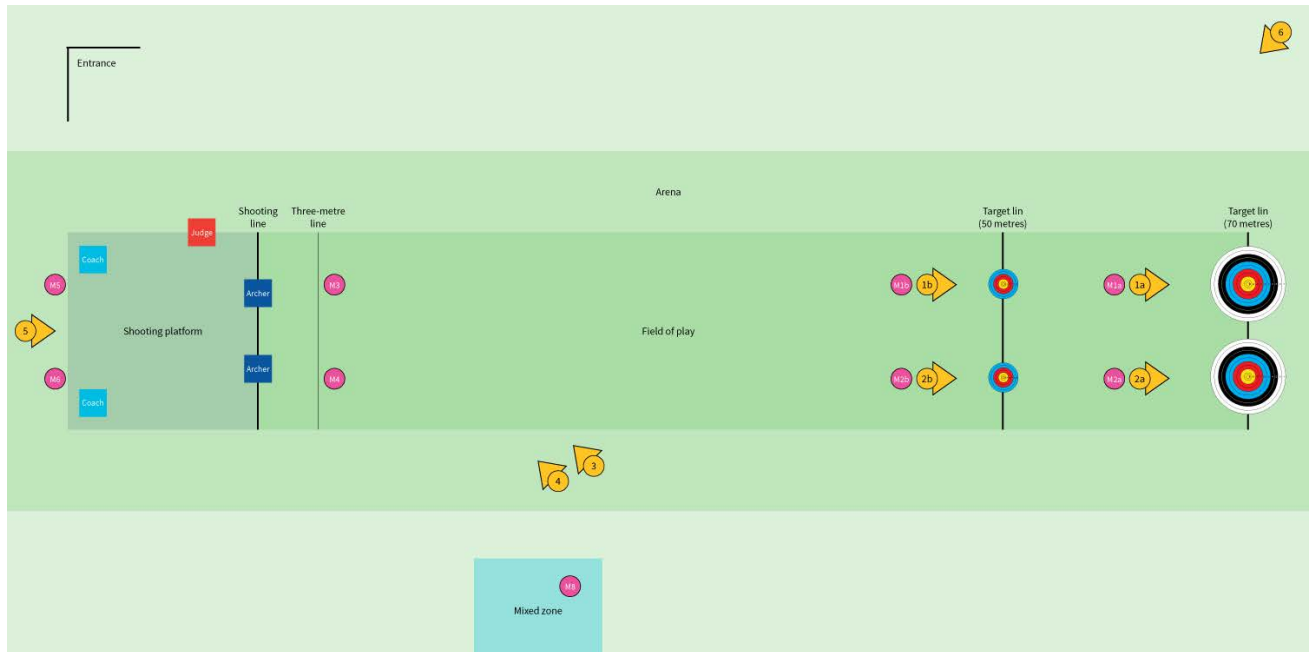 6
Entrance
Arena
Shooting
line
Three-metre
line
Target lin
(50 metres)
Target lin
(70 metres)
Judge
Coach
M5
Archer
M3
M1b
1b
M1a
1a
5
Shooting platform
Field of play
M6
Archer
M4
M2b
2b
M2a
2a
Coach
3
4
M8
Mixed zone